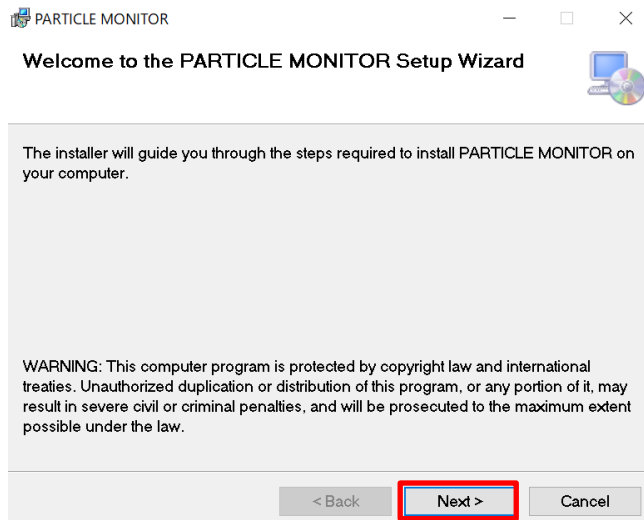 PARTICLE MONITOR
Welcome to the PARTICLE MONITOR Setup Wizard
The installer will guide you through the steps required to install PARTICLE MONITOR on
your computer.
WARNING: This computer program is protected by copyright law and international
treaties. Unauthorized duplication or distribution of this program, or any portion of it, may
result in severe civil or criminal penalties, and will be prosecuted to the maximum extent
possible under the law.
< Back Next > Cancel